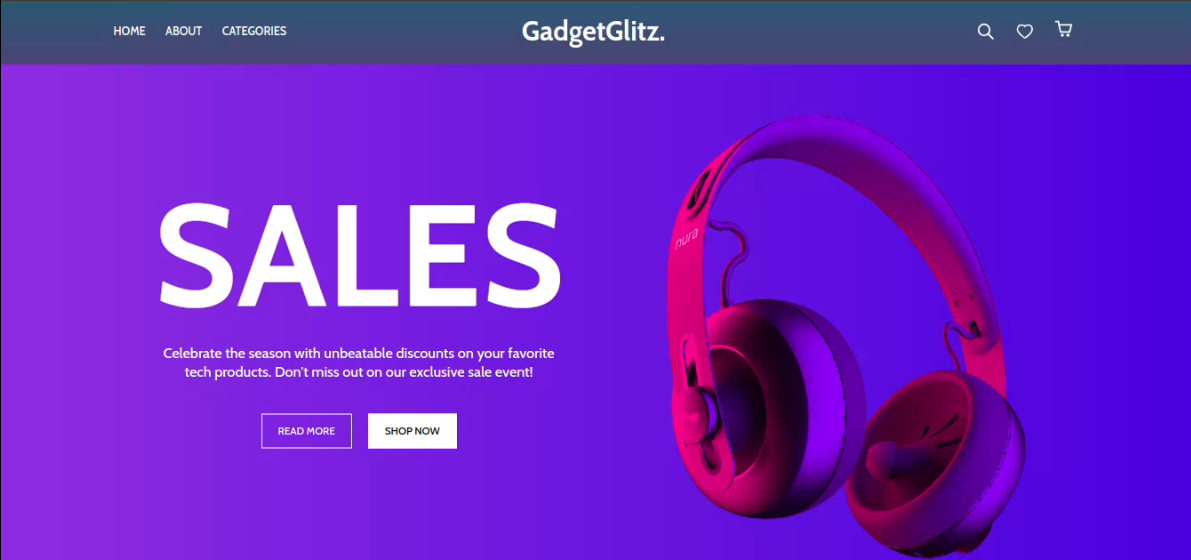 HOME ABOUT CATEGORIES GadgetGlitz.
SALES
nura
Celebrate the season with unbeatable discounts on your favorite
tech products. Don't miss out on our exclusive sale event!
READ MORE SHOP NOW